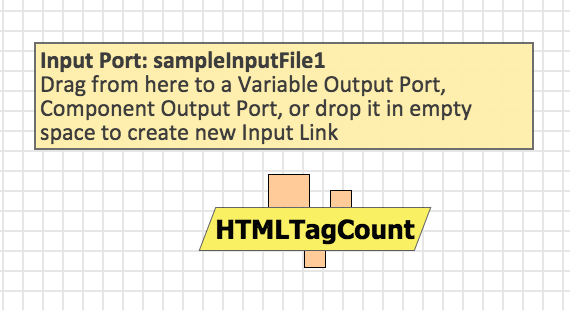 Input Port: sampleInputFile1
Drag from here to a Variable Output Port,
Component Output Port, or drop it in empty
space to create new Input Link
HTMLTagCount